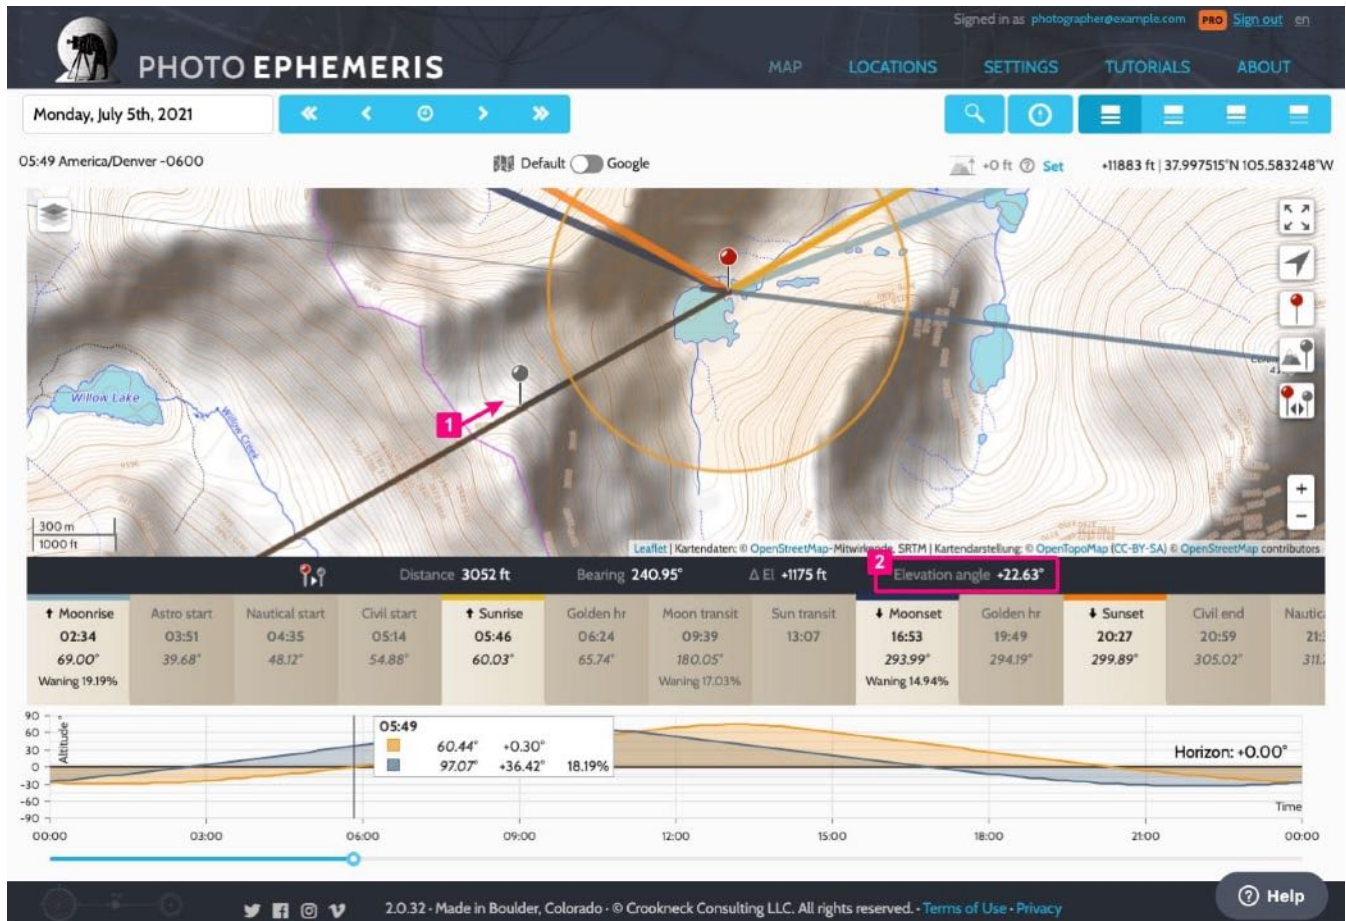 Signed in as photographer@example.com PRO Sign out en
PHOTO EPHEMERIS
MAP LOCATIONS SETTINGS TUTORIALS ABOUT
Monday, July 5th, 2021
05:49 America/Denver -0600
Default Google
+0 ft Set
+11883 ft | 37.997515°N 105.583248°W
Willow Lake
Willow Creek
1
300 m
1000 ft
+
−
Leaflet | Kartendaten: © OpenStreetMap-Mitwirkende, SRTM | Kartendarstellung: © OpenTopoMap (CC-BY-SA) © OpenStreetMap contributors
2
Distance 3052 ft Bearing 240.95° Δ El +1175 ft Elevation angle +22.63°
Moonrise Astro start Nautical start Civil start Sunrise Golden hr Moon transit Sun transit Moonset Golden hr Sunset Civil end Nautic
02:34 03:51 04:35 05:14 05:46 06:24 09:39 13:07 16:53 19:49 20:27 20:59 21:
69.00° 39.68° 48.12° 54.88° 60.03° 65.74° 180.05° 293.99° 294.19° 299.89° 305.02° 311.
Waning 19.19% Waning 17.03% Waning 14.94%
90
60
30
0
-30
-60
-90
Altitude °
05:49
60.44° +0.30°
97.07° +36.42° 18.19%
Horizon: +0.00°
Time
00:00 03:00 06:00 09:00 12:00 15:00 18:00 21:00 00:00
2.0.32 · Made in Boulder, Colorado · © Crookneck Consulting LLC. All rights reserved. · Terms of Use · Privacy
Help